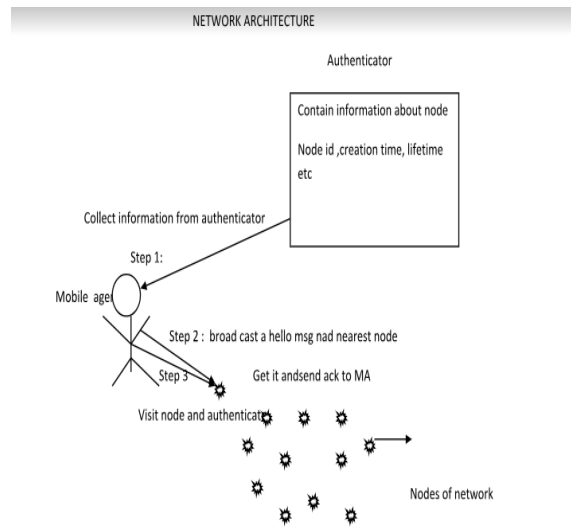 NETWORK ARCHITECTURE
Authenticator
Contain information about node
Node id ,creation time, lifetime
etc
Collect information from authenticator
Step 1:
Mobile agen
Step 2 : broad cast a hello msg nad nearest node
Step 3
Get it andsend ack to MA
Visit node and authenticate
Nodes of network